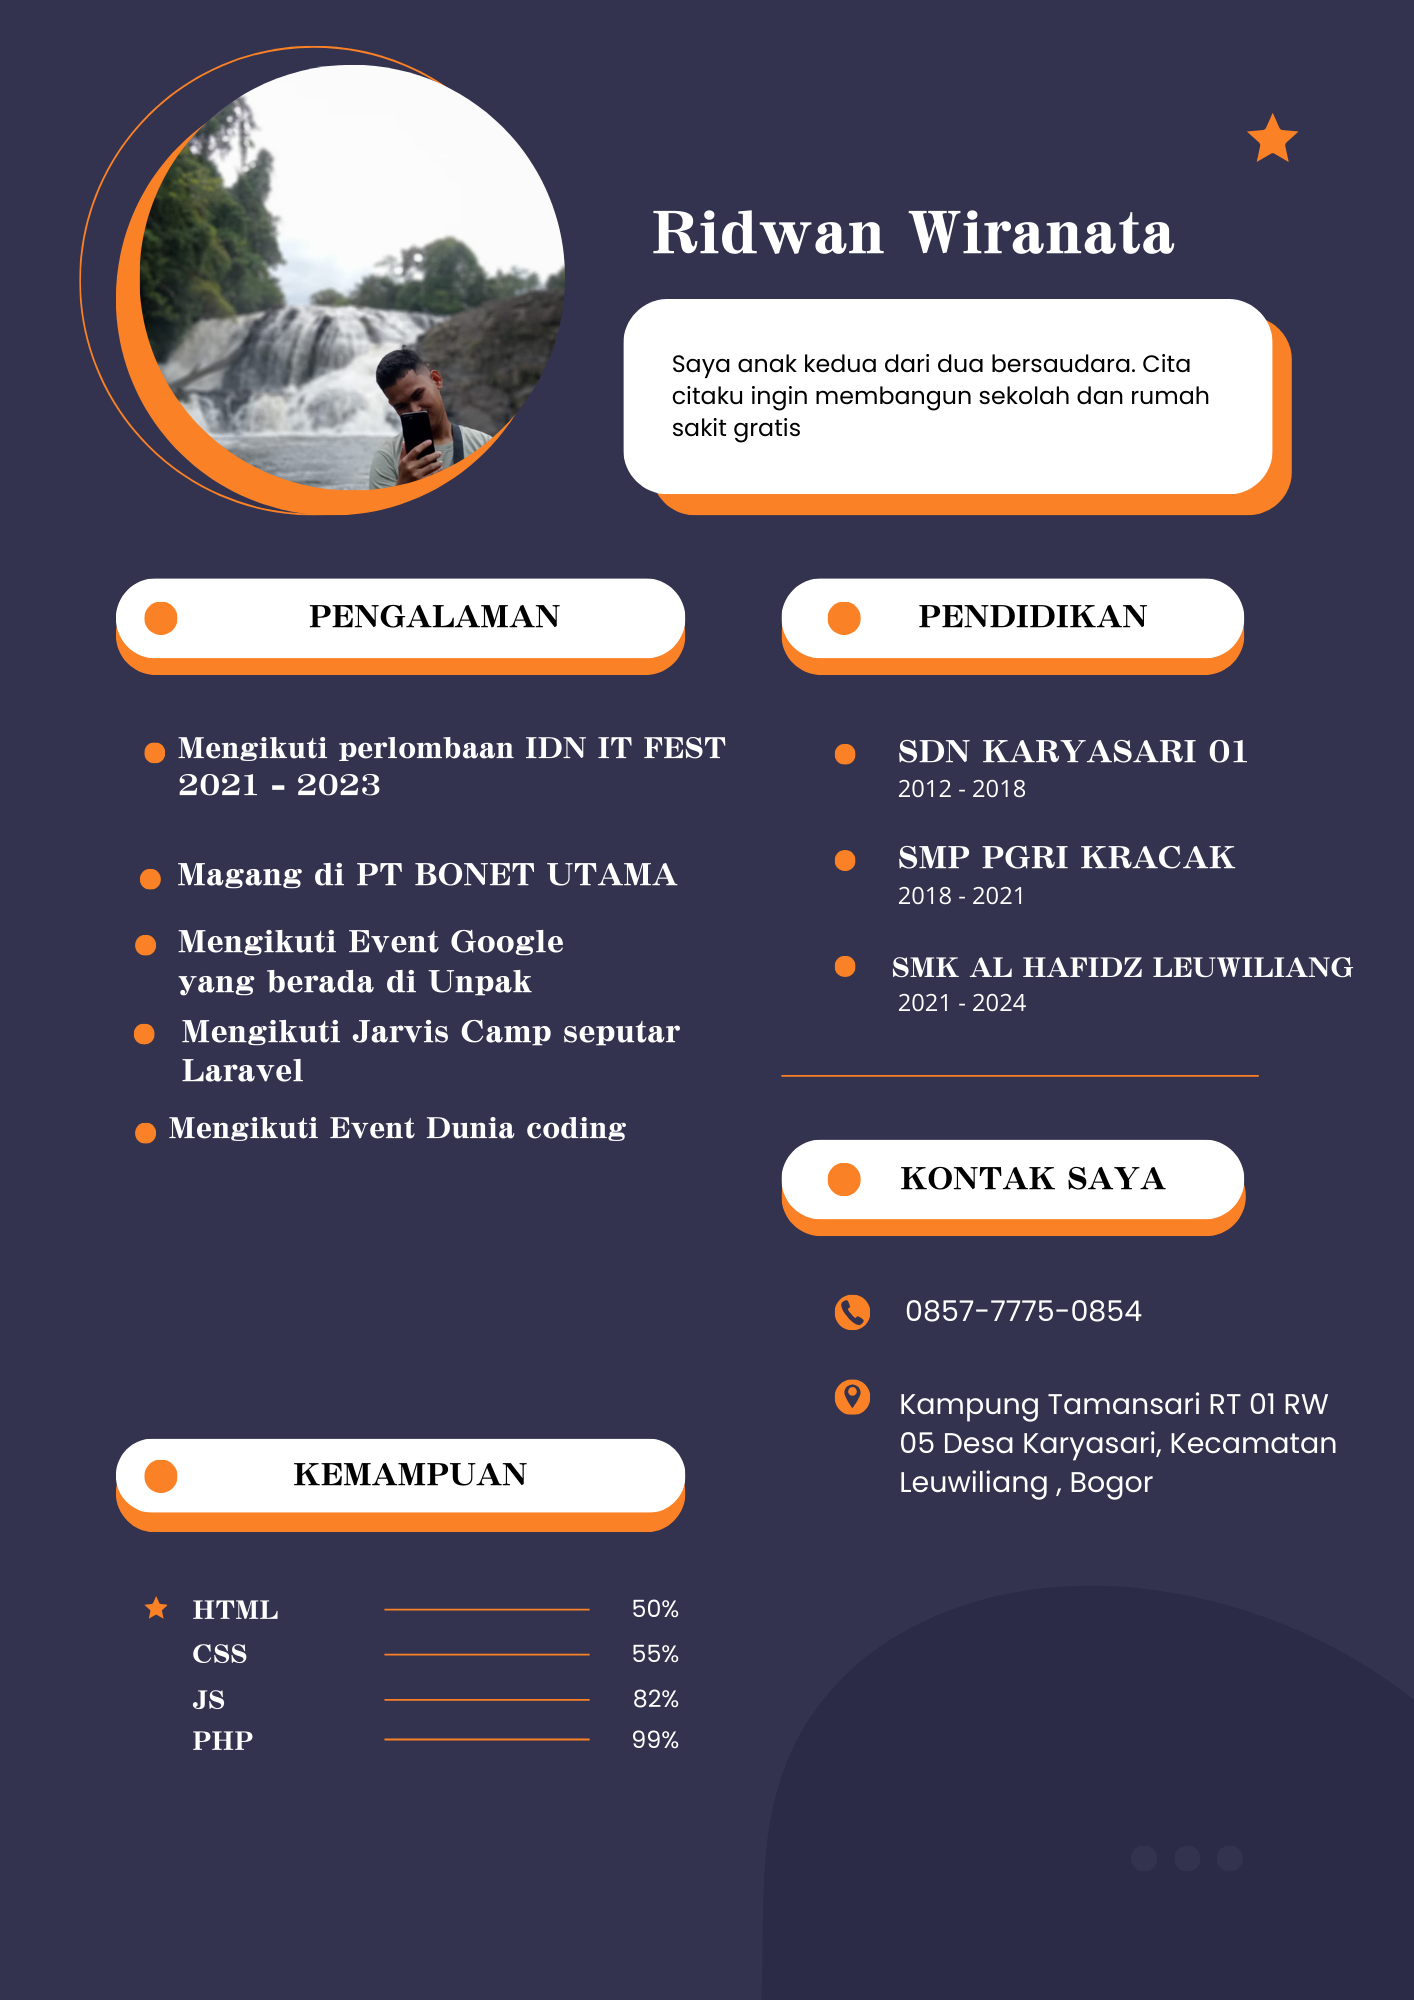 Ridwan Wiranata
Saya anak kedua dari dua bersaudara. Cita
citaku ingin membangun sekolah dan rumah
sakit gratis
PENGALAMAN
Mengikuti perlombaan IDN IT FEST
2021 - 2023
Magang di PT BONET UTAMA
Mengikuti Event Google
yang berada di Unpak
Mengikuti Jarvis Camp seputar
Laravel
Mengikuti Event Dunia coding
KEMAMPUAN
HTML 50%
CSS 55%
JS 82%
PHP 99%
PENDIDIKAN
SDN KARYASARI 01
2012 - 2018
SMP PGRI KRACAK
2018 - 2021
SMK AL HAFIDZ LEUWILIANG
2021 - 2024
KONTAK SAYA
0857-7775-0854
Kampung Tamansari RT 01 RW
05 Desa Karyasari, Kecamatan
Leuwiliang , Bogor